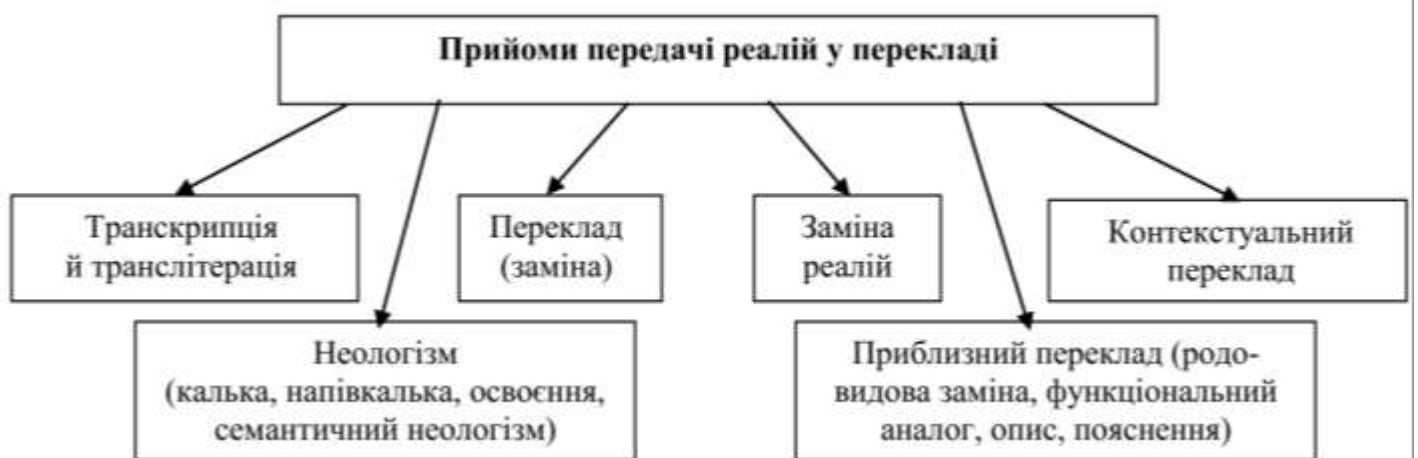 Прийоми передачі реалій у перекладі
Транскрипція
й транслітерація
Переклад
(заміна)
Заміна
реалій
Контекстуальний
переклад
Неологізм
(калька, напівкалька, освоєння,
семантичний неологізм)
Приблизний переклад (родо-
видова заміна, функціональний
аналог, опис, пояснення)